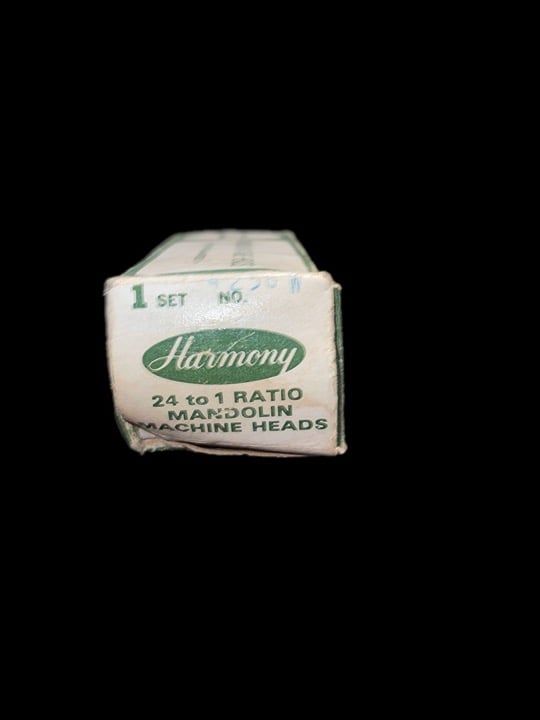 1 SET NO.
Harmony
24 to 1 RATIO
MANDOLIN
MACHINE HEADS